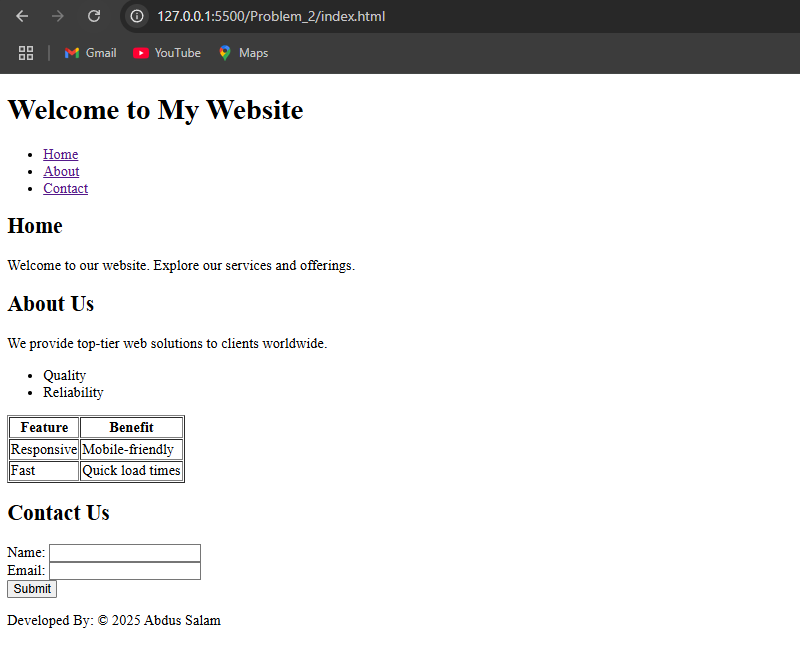 127.0.0.1:5500/Problem_2/index.html
Gmail YouTube Maps
Welcome to My Website
Home
About
Contact
Home
Welcome to our website. Explore our services and offerings.
About Us
We provide top-tier web solutions to clients worldwide.
Quality
Reliability
Feature Benefit
Responsive Mobile-friendly
Fast Quick load times
Contact Us
Name:
Email:
Submit
Developed By: © 2025 Abdus Salam